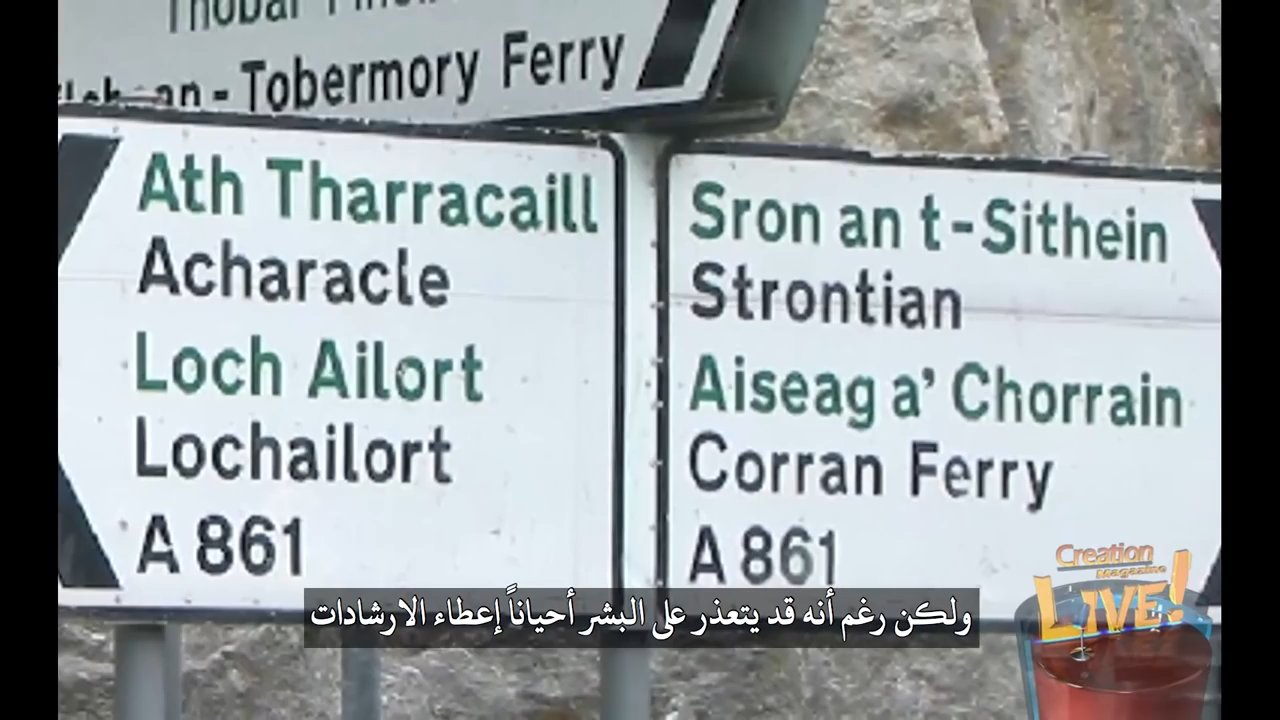 Tobermory Ferry
Ath Tharracaill
Acharacle
Loch Ailort
Lochailort
A 861
Sron an t-Sithein
Strontian
Aiseag a' Chorrain
Corran Ferry
A 861
ولكن رغم أنه قد يتعذر على البشر أحياناً إعطاء الارشادات
Creation
Magazine
LIVE!